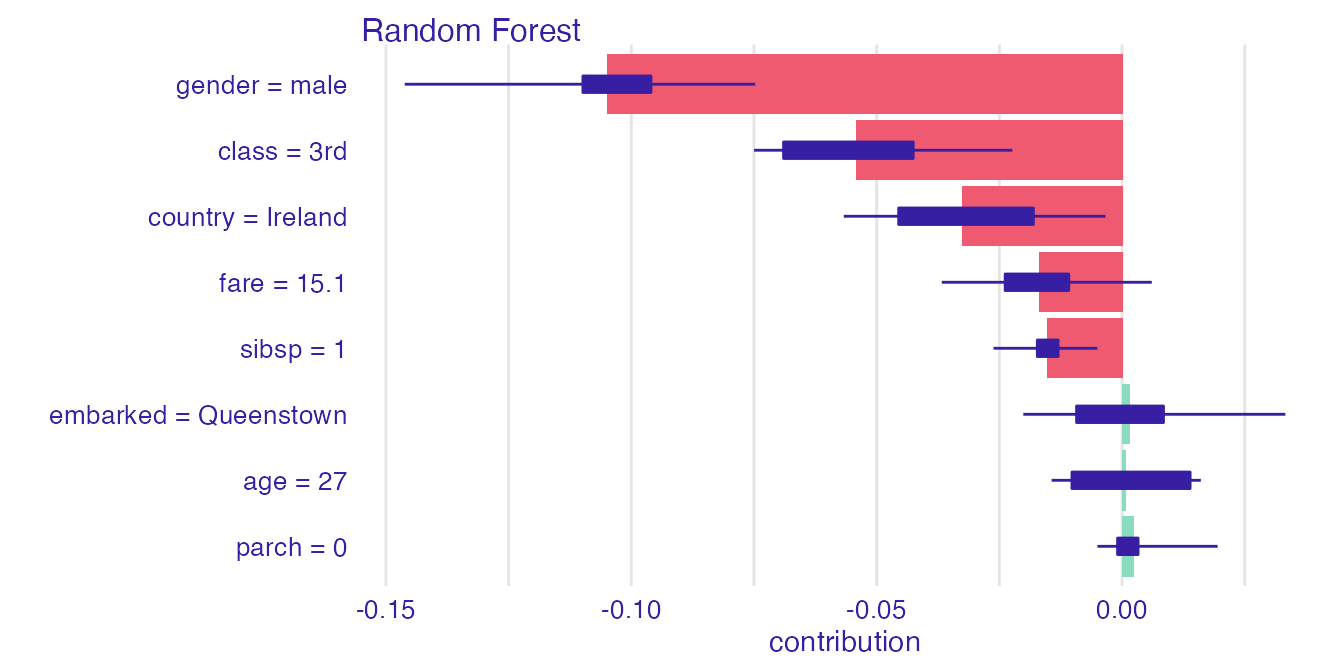 Random Forest
gender = male
class = 3rd
country = Ireland
fare = 15.1
sibsp = 1
embarked = Queenstown
age = 27
parch = 0
-0.15 -0.10 -0.05 0.00
contribution